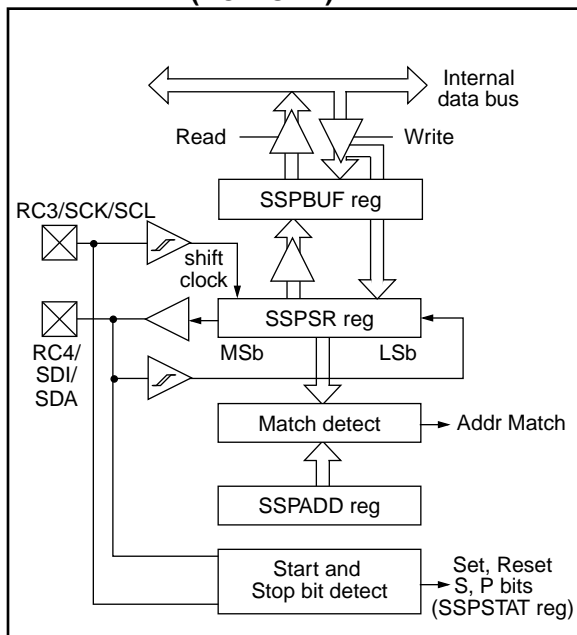 Internal
data bus
Read
Write
SSPBUF reg
RC3/SCK/SCL
shift
clock
SSPSR reg
MSb
LSb
RC4/
SDI/
SDA
Match detect
Addr Match
SSPADD reg
Start and
Stop bit detect
Set, Reset
S, P bits
(SSPSTAT reg)